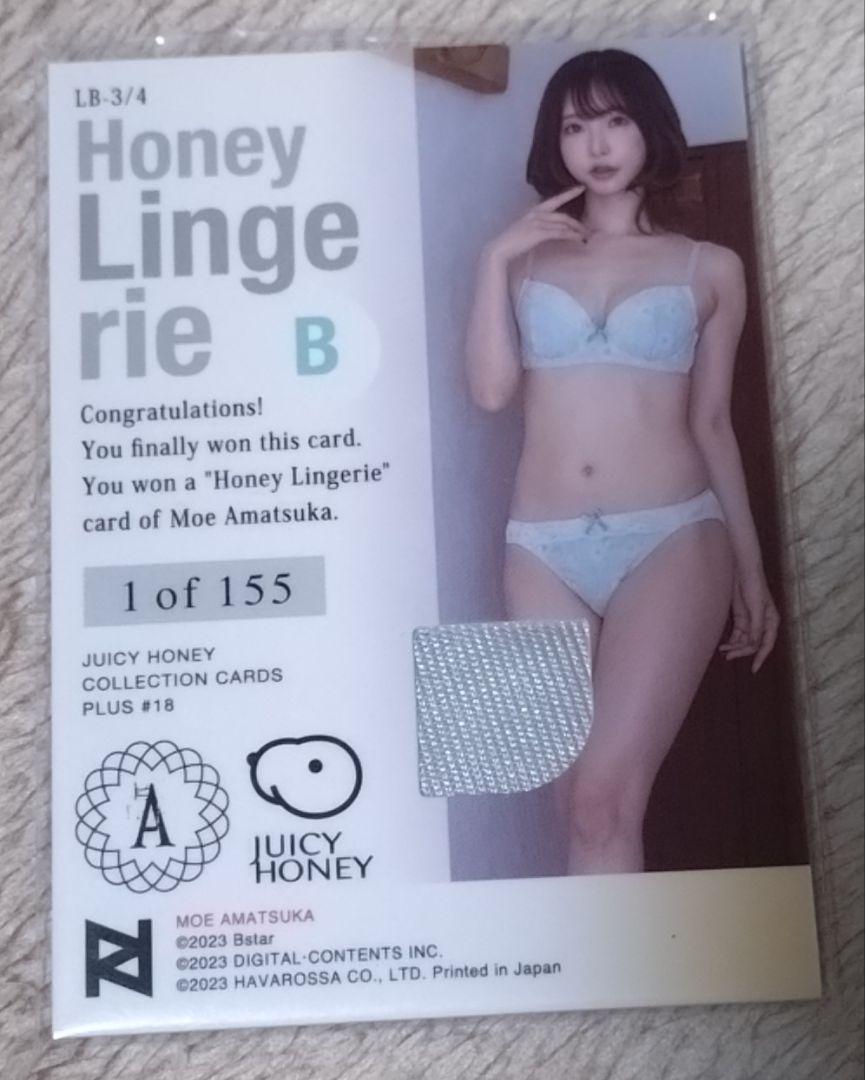 LB-3/4
Honey
Linge
rie B
Congratulations!
You finally won this card.
You won a "Honey Lingerie"
card of Moe Amatsuka.
1 of 155
JUICY HONEY
COLLECTION CARDS
PLUS #18
A
JUICY
HONEY
MOE AMATSUKA
©2023 Bstar
©2023 DIGITAL·CONTENTS INC.
©2023 HAVAROSSA CO., LTD. Printed in Japan